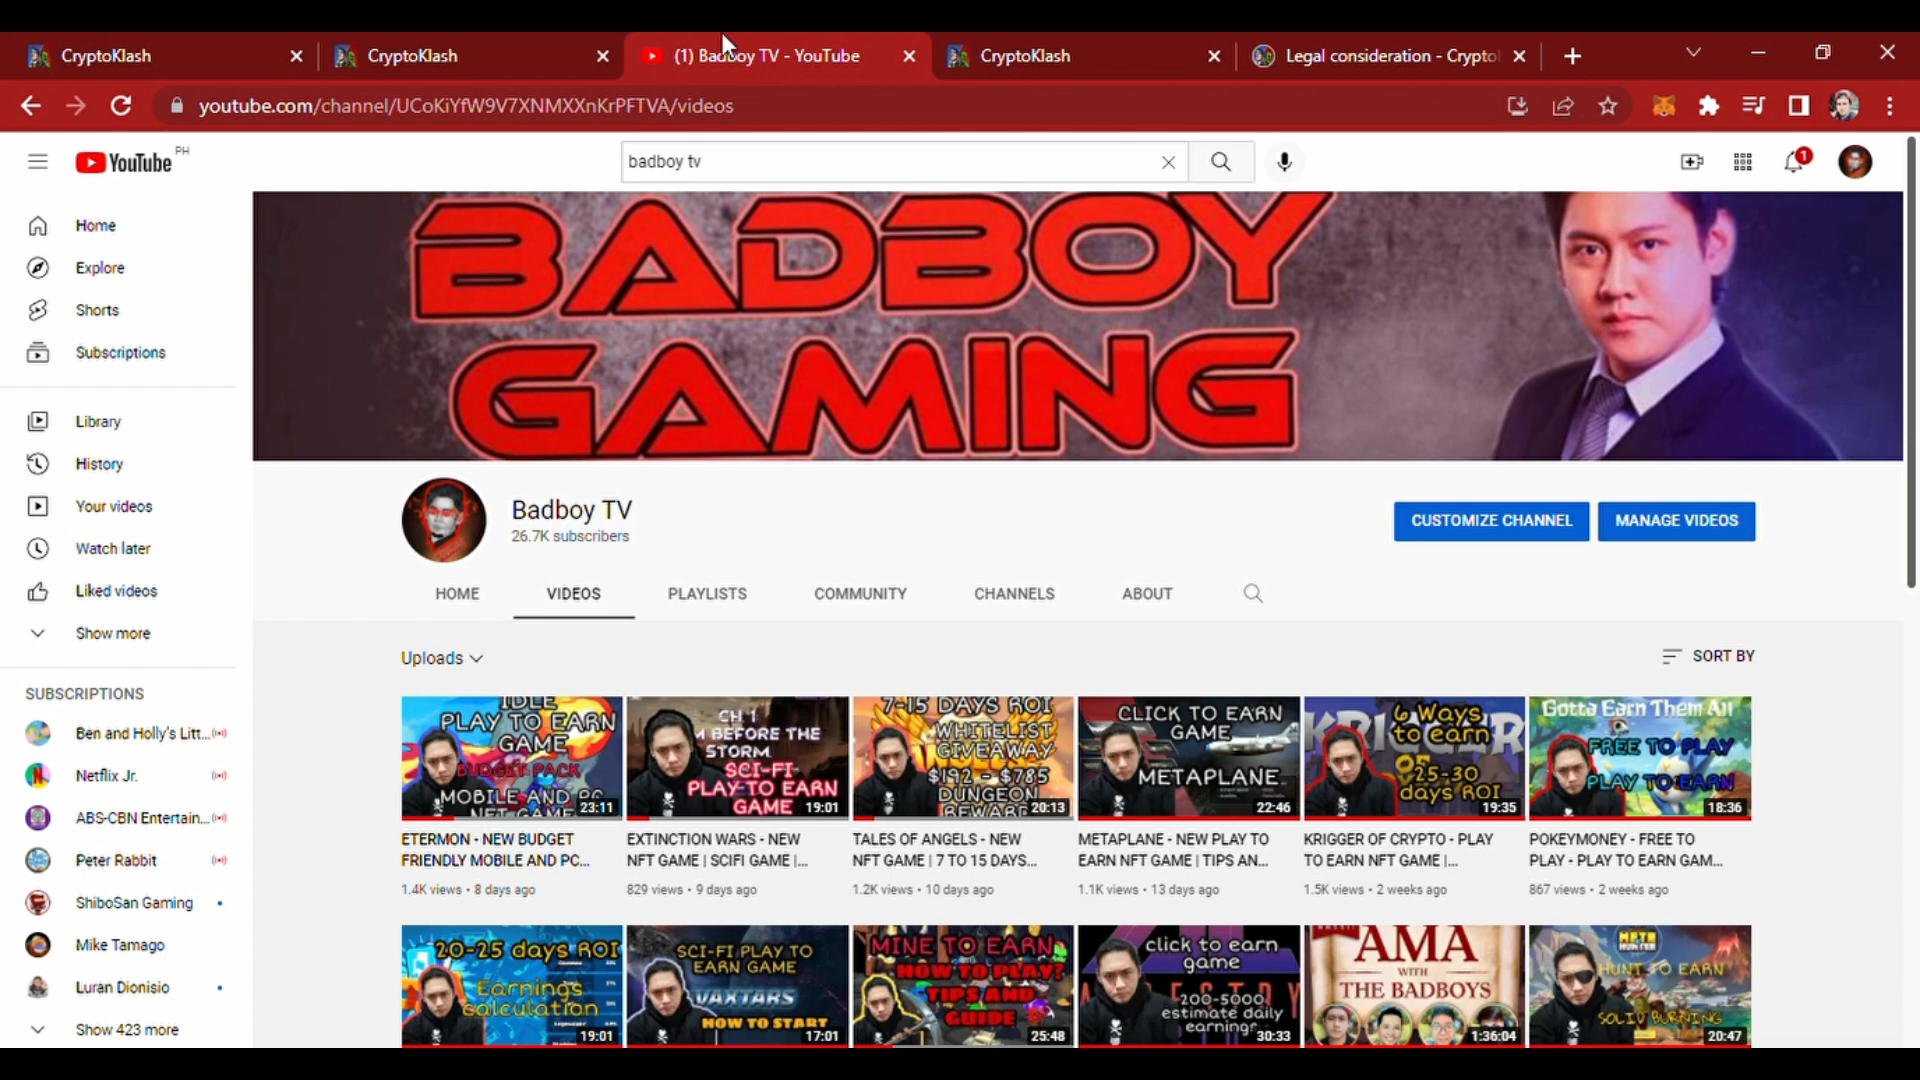 CryptoKlash
CryptoKlash
(1) Badboy TV - YouTube
CryptoKlash
Legal consideration - Crypto
youtube.com/channel/UCoKiYfW9V7XNMXXnKrPFTVA/videos
YouTube PH
badboy tv
1
Home
Explore
Shorts
Subscriptions
Library
History
Your videos
Watch later
Liked videos
Show more
SUBSCRIPTIONS
Ben and Holly's Litt...
Netflix Jr.
ABS-CBN Entertain...
Peter Rabbit
ShiboSan Gaming
Mike Tamago
Luran Dionisio
Show 423 more
BADBOY
GAMING
Badboy TV
26.7K subscribers
CUSTOMIZE CHANNEL
MANAGE VIDEOS
HOME
VIDEOS
PLAYLISTS
COMMUNITY
CHANNELS
ABOUT
Uploads
SORT BY
IDLE
PLAY TO EARN
GAME
BUDGET PACK
MOBILE AND PC
NFT GAME
23:11
ETERMON - NEW BUDGET
FRIENDLY MOBILE AND PC...
1.4K views • 8 days ago
CH 1
BEFORE THE
STORM
SCI-FI-
PLAY-TO EARN
GAME
19:01
EXTINCTION WARS - NEW
NFT GAME | SCIFI GAME |...
829 views • 9 days ago
7-15 DAYS ROI
WHITELIST
GIVEAWAY
$192 - $785
DUNGEON
REWARD
20:13
TALES OF ANGELS - NEW
NFT GAME | 7 TO 15 DAYS...
1.2K views • 10 days ago
CLICK TO EARN
GAME
METAPLANE
22:46
METAPLANE - NEW PLAY TO
EARN NFT GAME | TIPS AN...
1.1K views • 13 days ago
KRIGGER
6 Ways
to earn
OF
25-30
days ROI
19:35
KRIGGER OF CRYPTO - PLAY
TO EARN NFT GAME |...
1.5K views • 2 weeks ago
Gotta Earn Them All
FREE TO PLAY
PLAY TO EARN
18:36
POKEYMONEY - FREE TO
PLAY - PLAY TO EARN GAM...
867 views • 2 weeks ago
20-25 days ROI
Earnings
calculation
19:01
SCI-FI PLAY TO
EARN GAME
VAXTARS
HOW TO START
17:01
MINE TO EARN
HOW TO PLAY?
TIPS AND
GUIDE
25:48
click to earn
game
200-5000
estimate daily
earnings
30:33
AMA
WITH
THE BADBOYS
1:36:04
META
HUNTER
HUNT TO EARN
SOLID BURNING
20:47